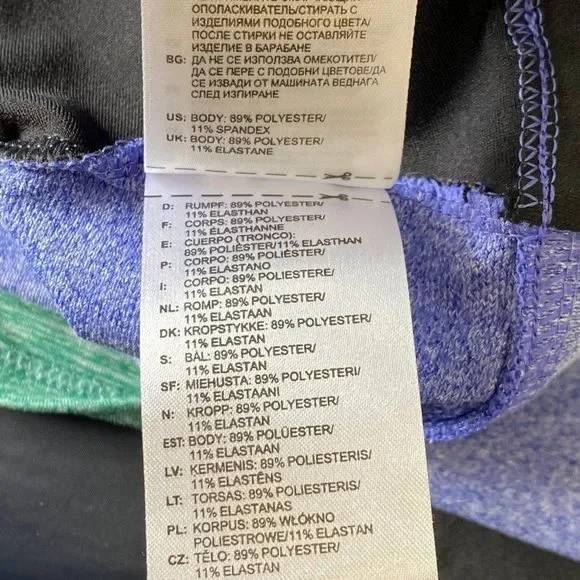 ОПОЛАСКИВАТЕЛЬ/СТИРАТЬ С
ИЗДЕЛИЯМИ ПОДОБНОГО ЦВЕТА/
ПОСЛЕ СТИРКИ НЕ ОСТАВЛЯЙТЕ
ИЗДЕЛИЕ В БАРАБАНЕ
BG: ДА НЕ СЕ ИЗПОЛЗВА ОМЕКОТИТЕЛ/
ДА СЕ ПЕРЕ С ПОДОБНИ ЦВЕТОВЕ/ДА
СЕ ИЗВАДИ ОТ МАШИНАТА ВЕДНАГА
СЛЕД ИЗПИРАНЕ
US: BODY: 89% POLYESTER/
11% SPANDEX
UK: BODY: 89% POLYESTER/
11% ELASTANE
D: RUMPF: 89% POLYESTER/
11% ELASTHAN
F: CORPS: 89% POLYESTER/
11% ÉLASTHANNE
E: CUERPO (TRONCO):
89% POLIÉSTER/11% ELASTHAN
P: CORPO: 89% POLIÉSTER/
11% ELASTANO
I: CORPO: 89% POLIESTERE/
11% ELASTAN
NL: ROMP: 89% POLYESTER/
11% ELASTAAN
DK: KROPSTYKKE: 89% POLYESTER/
11% ELASTAN
S: BÅL: 89% POLYESTER/
11% ELASTAN
SF: MIEHUSTA: 89% POLYESTERI/
11% ELASTAANI
N: KROPP: 89% POLYESTER/
11% ELASTAN
EST: BODY: 89% POLÜESTER/
11% ELASTAAN
LV: KERMENIS: 89% POLIESTERIS/
11% ELASTĒNS
LT: TORSAS: 89% POLIESTERIS/
11% ELASTANAS
PL: KORPUS: 89% WŁÓKNO
POLIESTROWE/11% ELASTAN
CZ: TĚLO: 89% POLYESTER/
11% ELASTAN